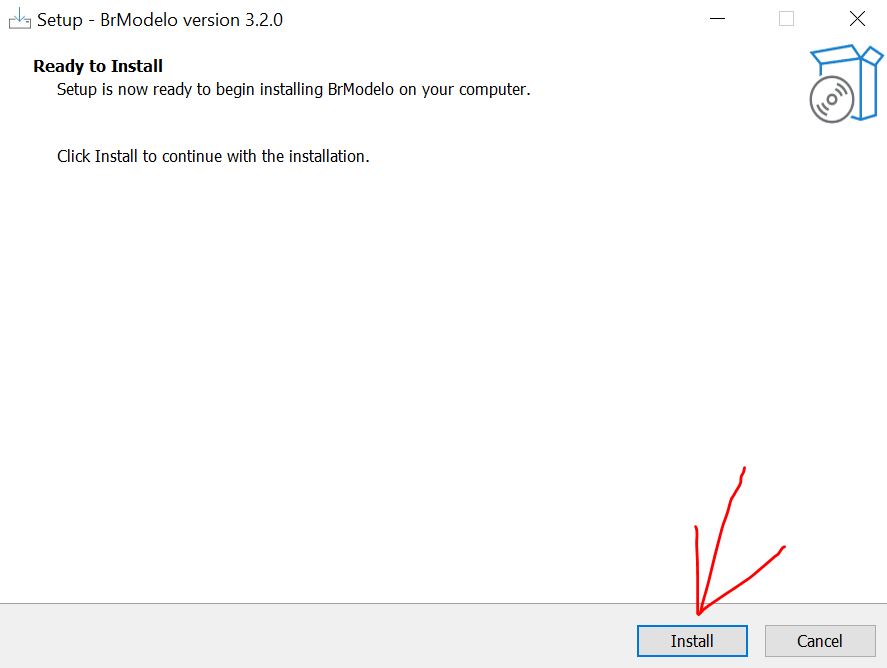 Setup - BrModelo version 3.2.0
Ready to Install
Setup is now ready to begin installing BrModelo on your computer.
Click Install to continue with the installation.
Install
Cancel